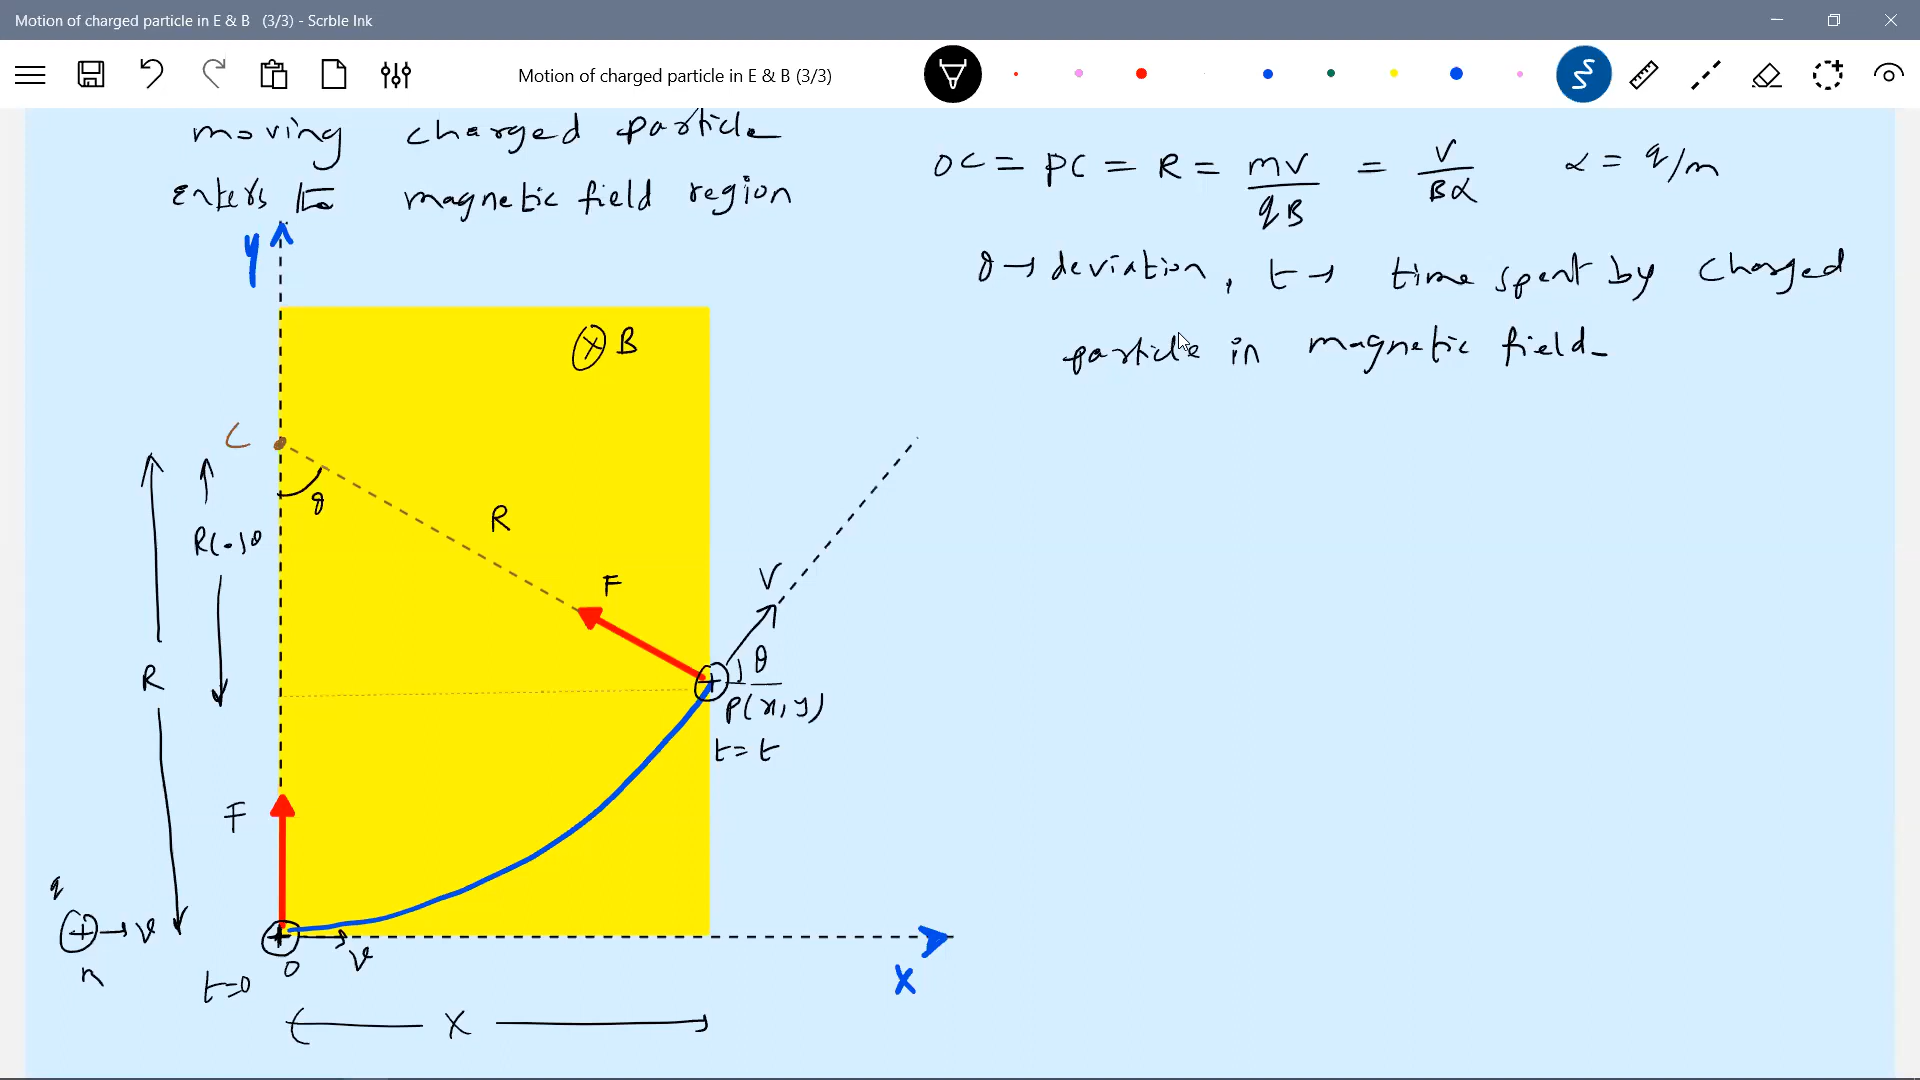 Motion of charged particle in E & B (3/3) - Scrble Ink
Motion of charged particle in E & B (3/3)
moving charged particle
enters magnetic field region
OC = PC = R = mv/qB = v/Bα α = q/m
θ → deviation, t → time spent by charged
particle in magnetic field.
y
⊗ B
C
θ
R
R cosθ
F
V
θ
R
P(x, y)
t = t
F
q
+ → v
m
+
O
v
t=0
X
x